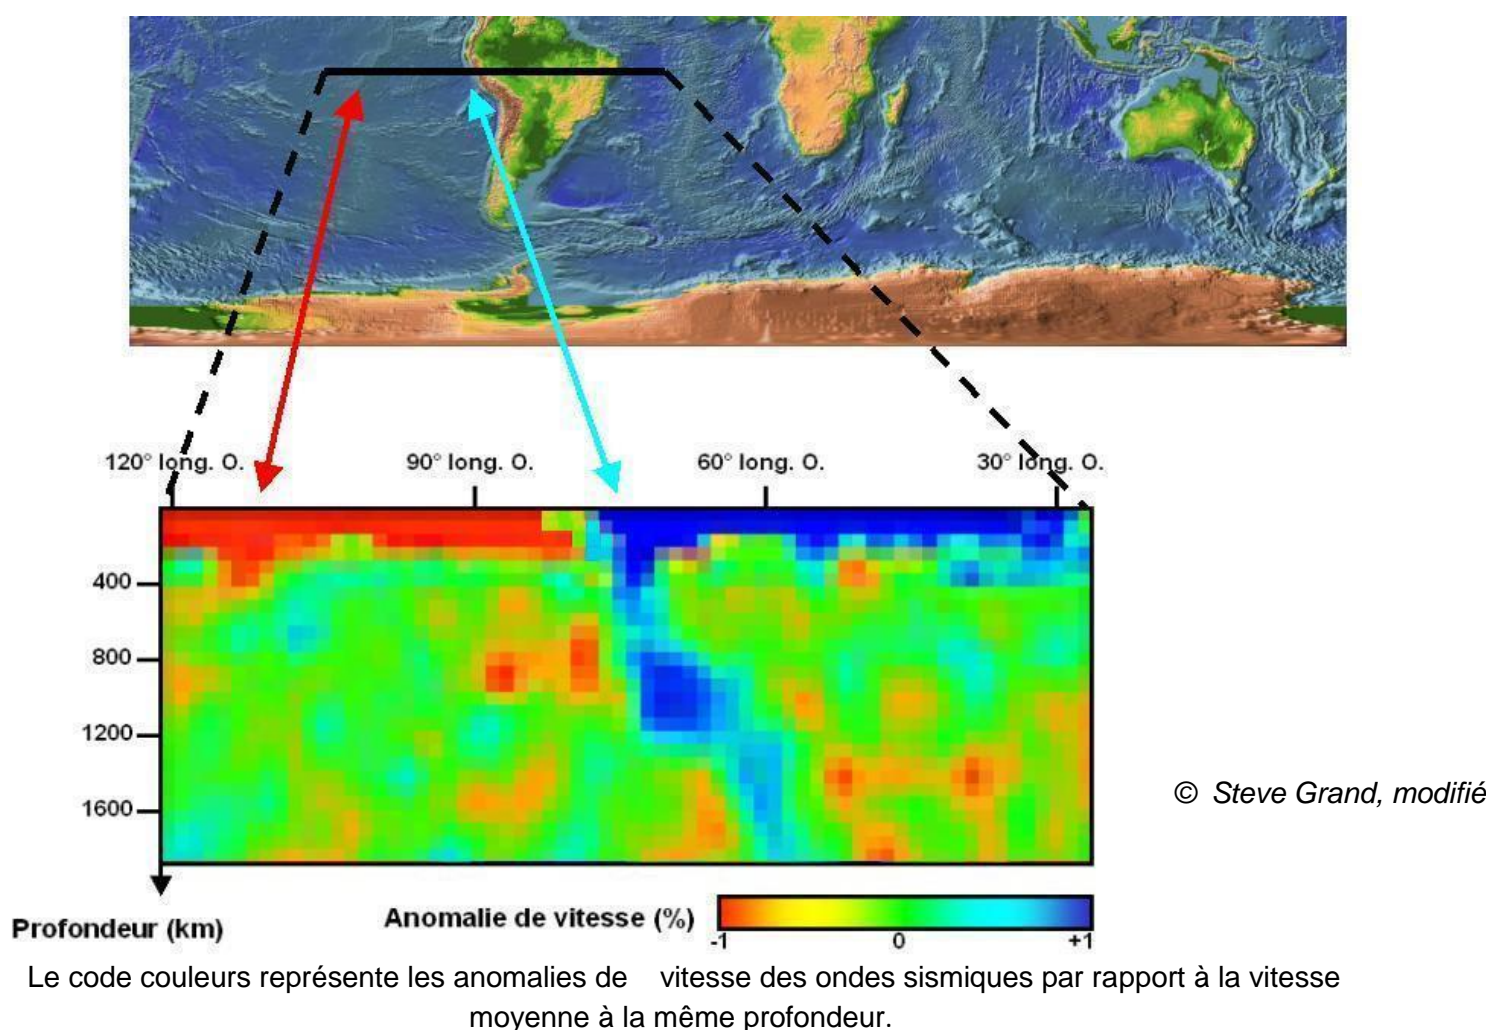 120° long. O. 90° long. O. 60° long. O. 30° long. O.
400
800
1200
1600
© Steve Grand, modifié
Profondeur (km)
Anomalie de vitesse (%)
-1 0 +1
Le code couleurs représente les anomalies de vitesse des ondes sismiques par rapport à la vitesse
moyenne à la même profondeur.